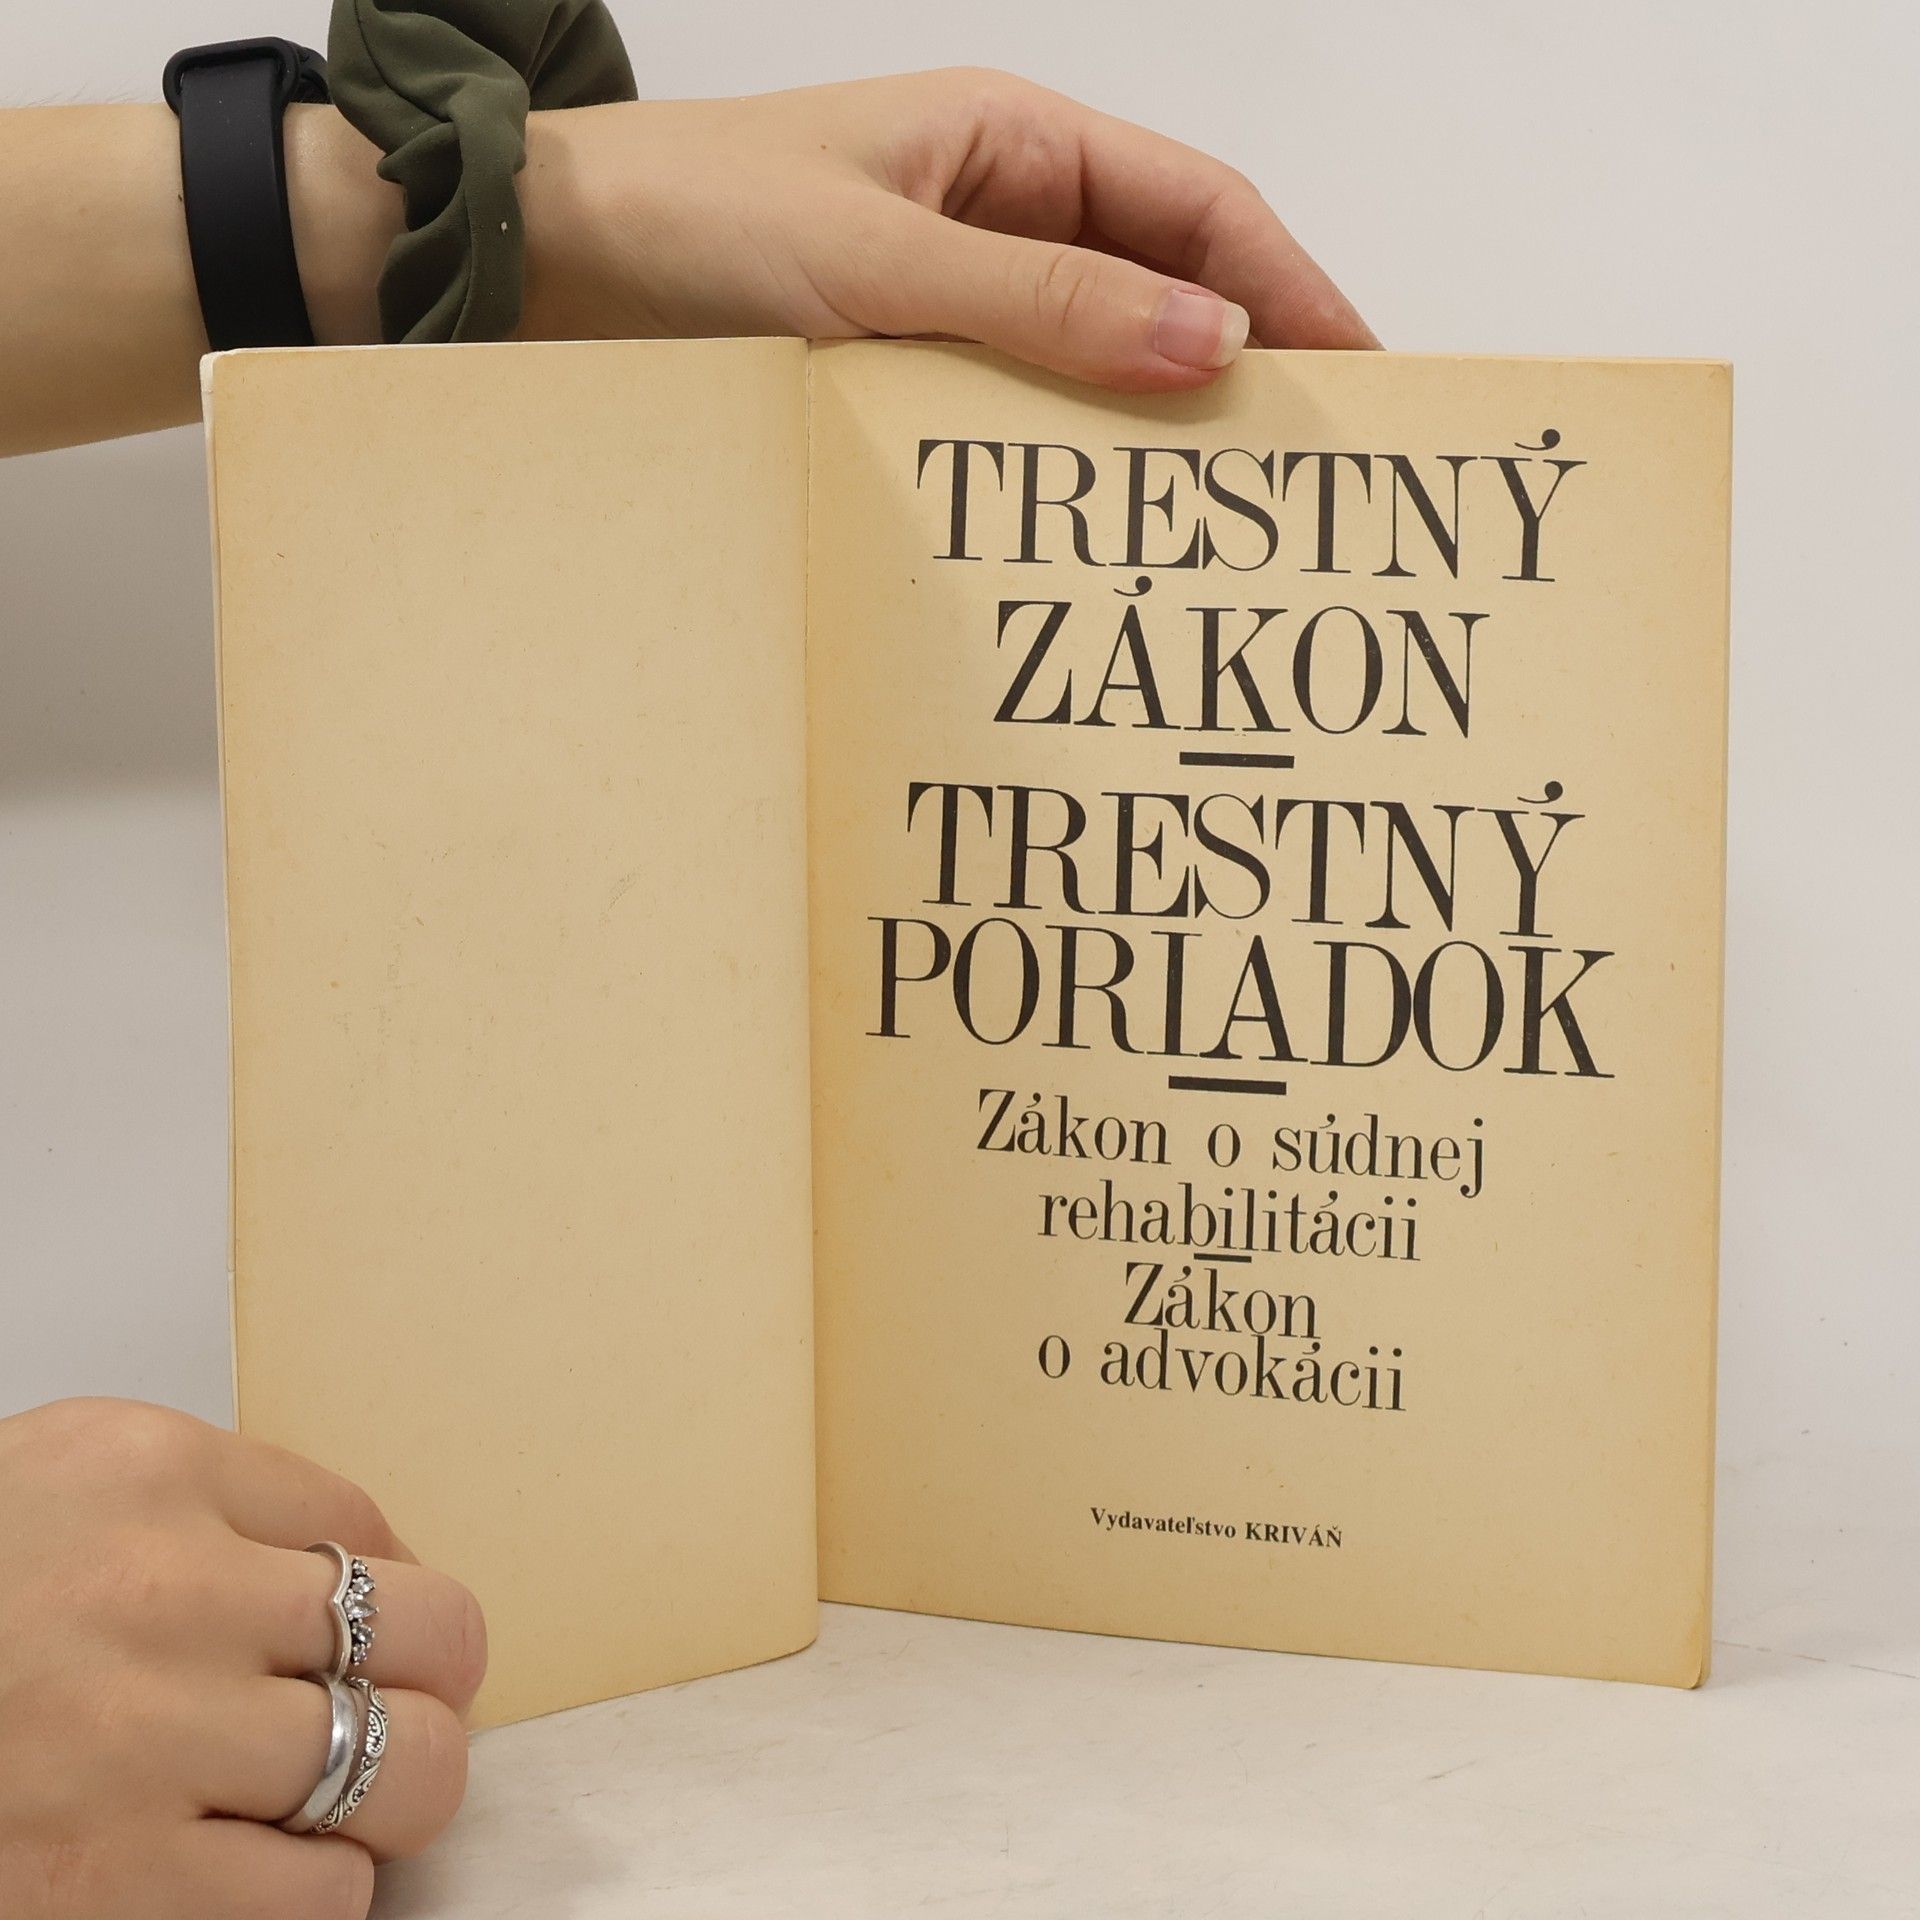 TRESTNÝ
ZÁKON
TRESTNÝ
PORIADOK
Zákon o súdnej
rehabilitácii
Zákon
o advokácii
Vydavateľstvo KRIVÁŇ